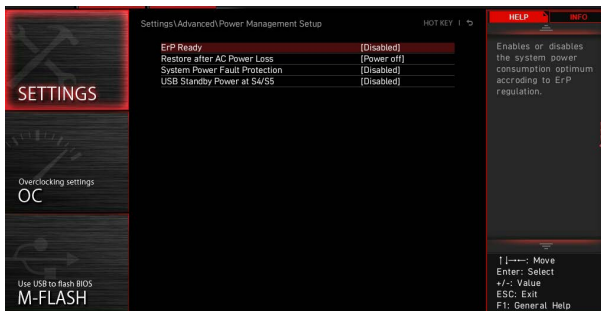 Settings\Advanced\Power Management Setup
HOT KEY | ↰
HELP
INFO
ErP Ready [Disabled]
Restore after AC Power Loss [Power off]
System Power Fault Protection [Disabled]
USB Standby Power at S4/S5 [Disabled]
Enables or disables
the system power
consumption optimum
accroding to ErP
regulation.
SETTINGS
Overclocking settings
OC
Use USB to flash BIOS
M-FLASH
↑↓→←: Move
Enter: Select
+/-: Value
ESC: Exit
F1: General Help